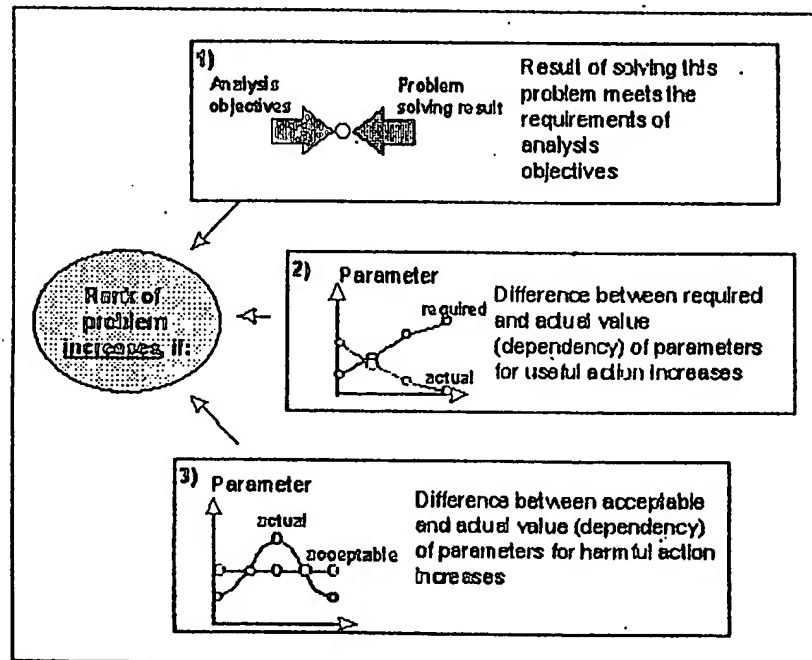 1)
Analysis
objectives
Problem
solving result
Result of solving this
problem meets the
requirements of
analysis
objectives
Rank of
problem
increases, if:
2)
Parameter
required
actual
Difference between required
and actual value
(dependency) of parameters
for useful action increases
3)
Parameter
actual
acceptable
Difference between acceptable
and actual value (dependency)
of parameters for harmful action
increases